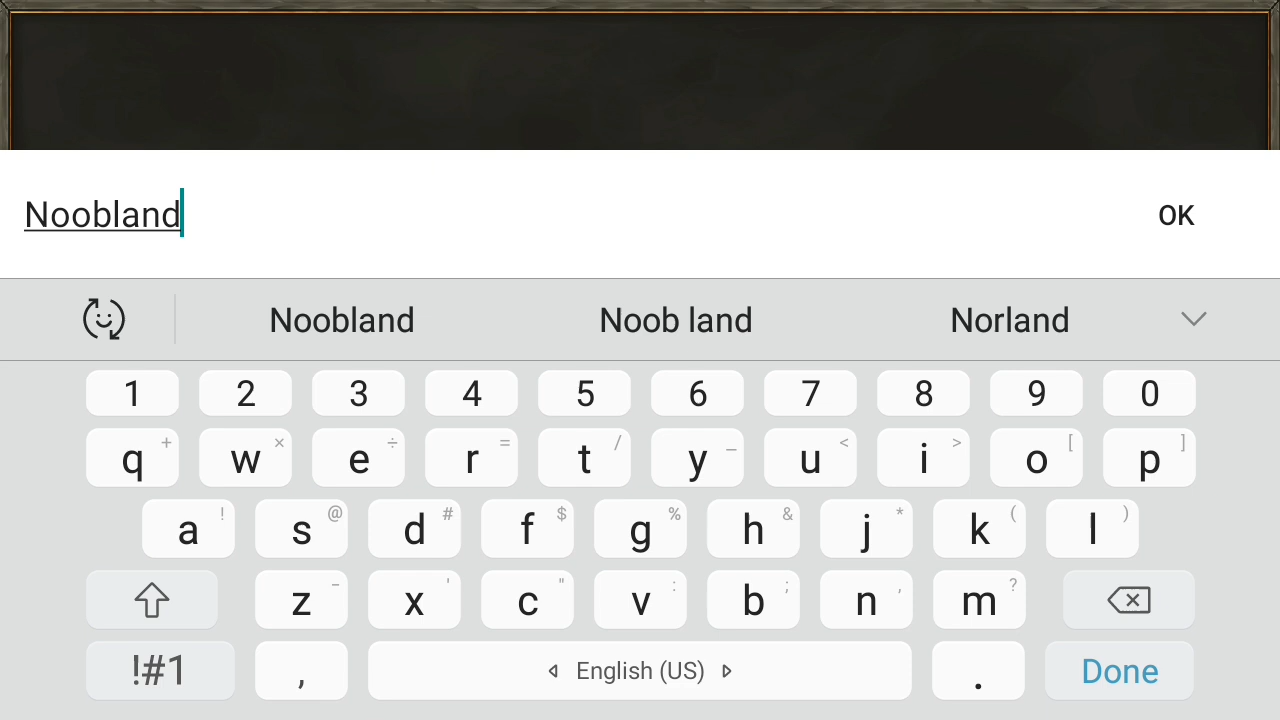 Noobland OK
Noobland Noob land Norland
1 2 3 4 5 6 7 8 9 0
q + w × e ÷ r = t / y _ u < i > o [ p ]
a ! s @ d # f $ g % h & j * k ( l )
z - x ' c " v : b ; n , m ?
!#1 , English (US) . Done